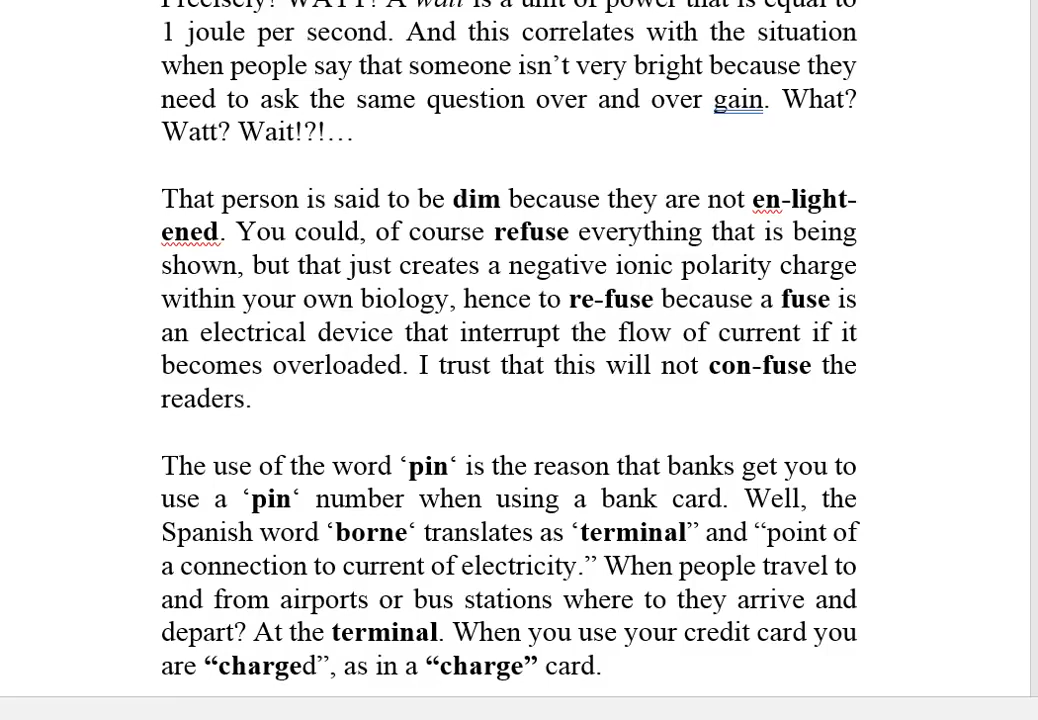 Precisely! WATT! A watt is a unit of power that is equal to
1 joule per second. And this correlates with the situation
when people say that someone isn’t very bright because they
need to ask the same question over and over gain. What?
Watt? Wait!?!…
That person is said to be dim because they are not en-light-
ened. You could, of course refuse everything that is being
shown, but that just creates a negative ionic polarity charge
within your own biology, hence to re-fuse because a fuse is
an electrical device that interrupt the flow of current if it
becomes overloaded. I trust that this will not con-fuse the
readers.
The use of the word ‘pin‘ is the reason that banks get you to
use a ‘pin‘ number when using a bank card. Well, the
Spanish word ‘borne‘ translates as ‘terminal” and “point of
a connection to current of electricity.” When people travel to
and from airports or bus stations where to they arrive and
depart? At the terminal. When you use your credit card you
are “charged”, as in a “charge” card.